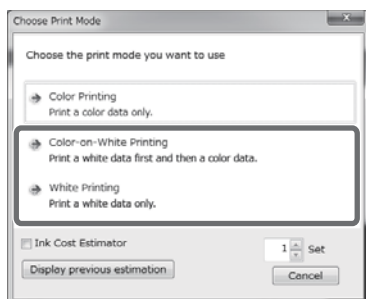 Choose Print Mode
Choose the print mode you want to use
Color Printing
Print a color data only.
Color-on-White Printing
Print a white data first and then a color data.
White Printing
Print a white data only.
Ink Cost Estimator
1 Set
Display previous estimation
Cancel